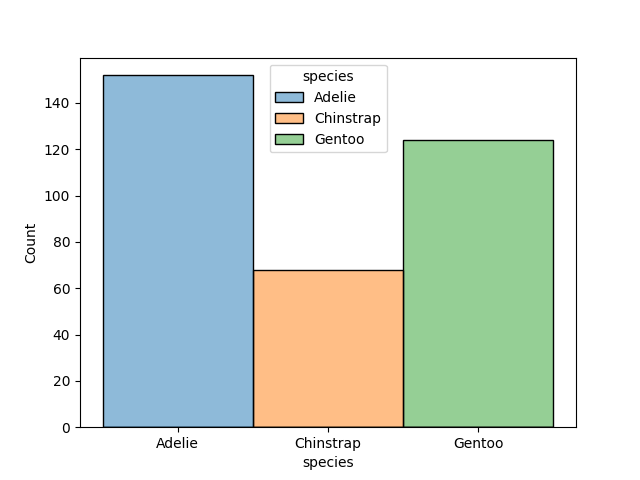 species
Adelie
Chinstrap
Gentoo
140
120
100
80
60
40
20
0
Count
Adelie Chinstrap Gentoo
species